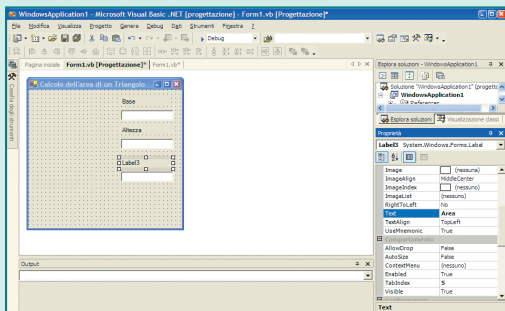 WindowsApplication1 - Microsoft Visual Basic .NET [progettazione] - Form1.vb [Progettazione]*
File Modifica Visualizza Progetto Genera Debug Dati Strumenti Finestra ?
Debug
Pagina iniziale Form1.vb [Progettazione]* Form1.vb*
Esplora soluzioni - WindowsApplication1
Casella degli strumenti
Calcolo dell'area di un Triangolo
Base
Altezza
Label3
Soluzione "WindowsApplication1" (progetto
WindowsApplication1
References
Esplora soluzioni Visualizzazione classi
Proprietà
Label3 System.Windows.Forms.Label
Image (nessuna)
ImageAlign MiddleCenter
ImageIndex (nessuno)
ImageList (nessuno)
RightToLeft No
Text Area
TextAlign TopLeft
UseMnemonic True
Comportamento
AllowDrop False
AutoSize False
ContextMenu (nessuno)
Enabled True
TabIndex 5
Visible True
Output
Text